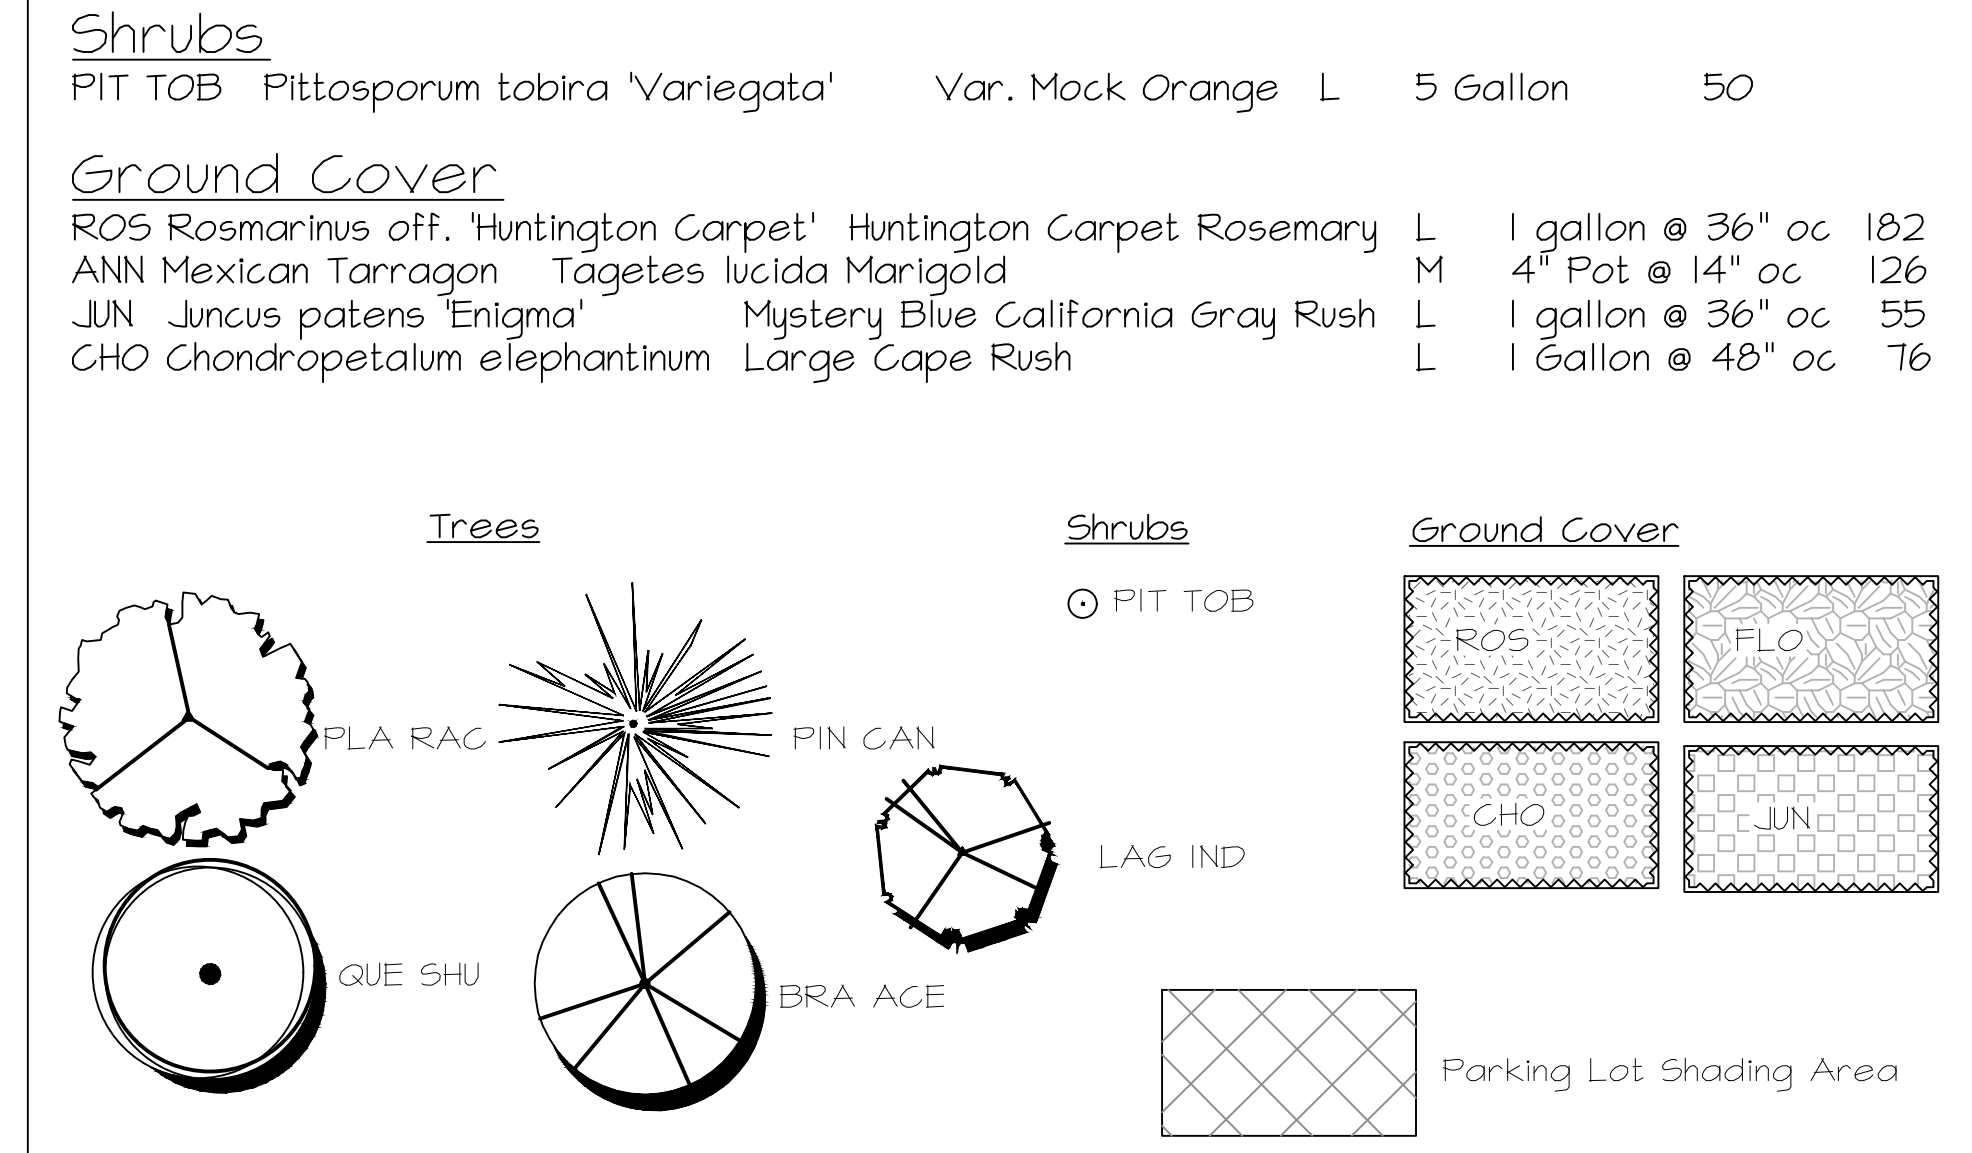 Shrubs
PIT TOB Pittosporum tobira 'Variegata' Var. Mock Orange L 5 Gallon 50
Ground Cover
ROS Rosmarinus off. 'Huntington Carpet' Huntington Carpet Rosemary L 1 gallon @ 36" oc 182
ANN Mexican Tarragon Tagetes lucida Marigold M 4" Pot @ 14" oc 126
JUN Juncus patens 'Enigma' Mystery Blue California Gray Rush L 1 gallon @ 36" oc 55
CHO Chondropetalum elephantinum Large Cape Rush L 1 Gallon @ 48" oc 76
Trees
PLA RAC
PIN CAN
LAG IND
QUE SHU
BRA ACE
Shrubs
PIT TOB
Ground Cover
ROS
FLO
CHO
JUN
Parking Lot Shading Area